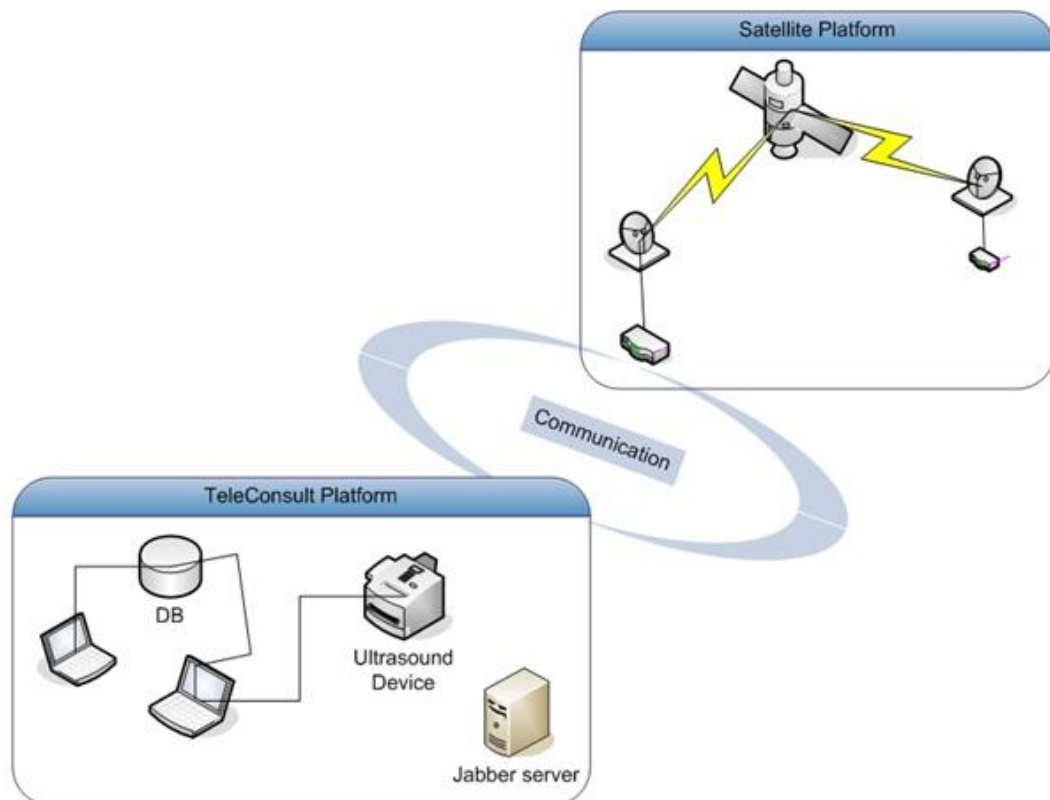 Satellite Platform
Communication
TeleConsult Platform
DB
Ultrasound
Device
Jabber server